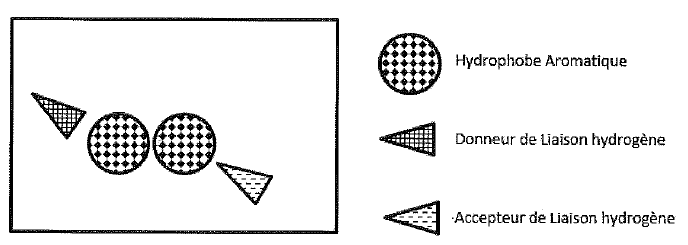 Hydrophobe Aromatique
Donneur de Liaison hydrogène
Accepteur de Liaison hydrogène